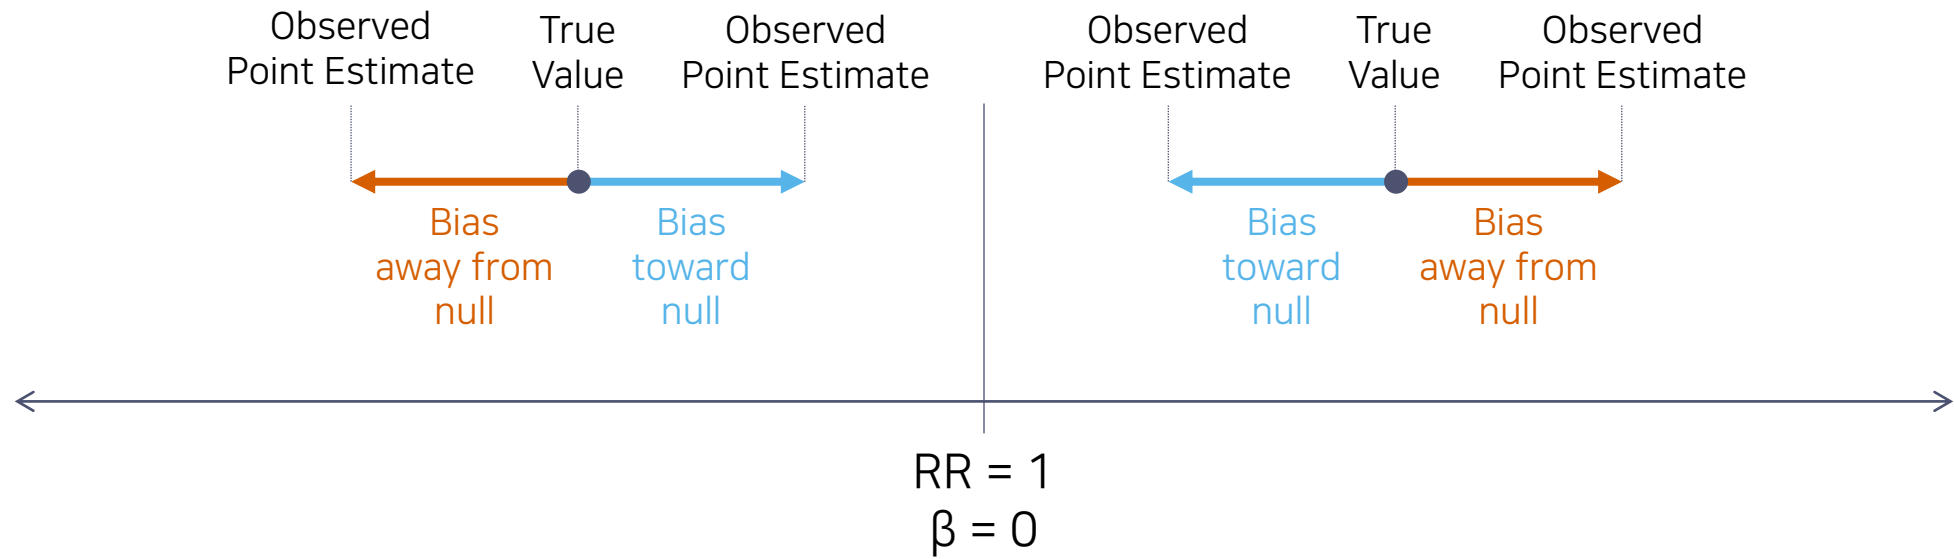 Observed
Point Estimate
True
Value
Observed
Point Estimate
Observed
Point Estimate
True
Value
Observed
Point Estimate
Bias
away from
null
Bias
toward
null
Bias
toward
null
Bias
away from
null
RR = 1
β = 0